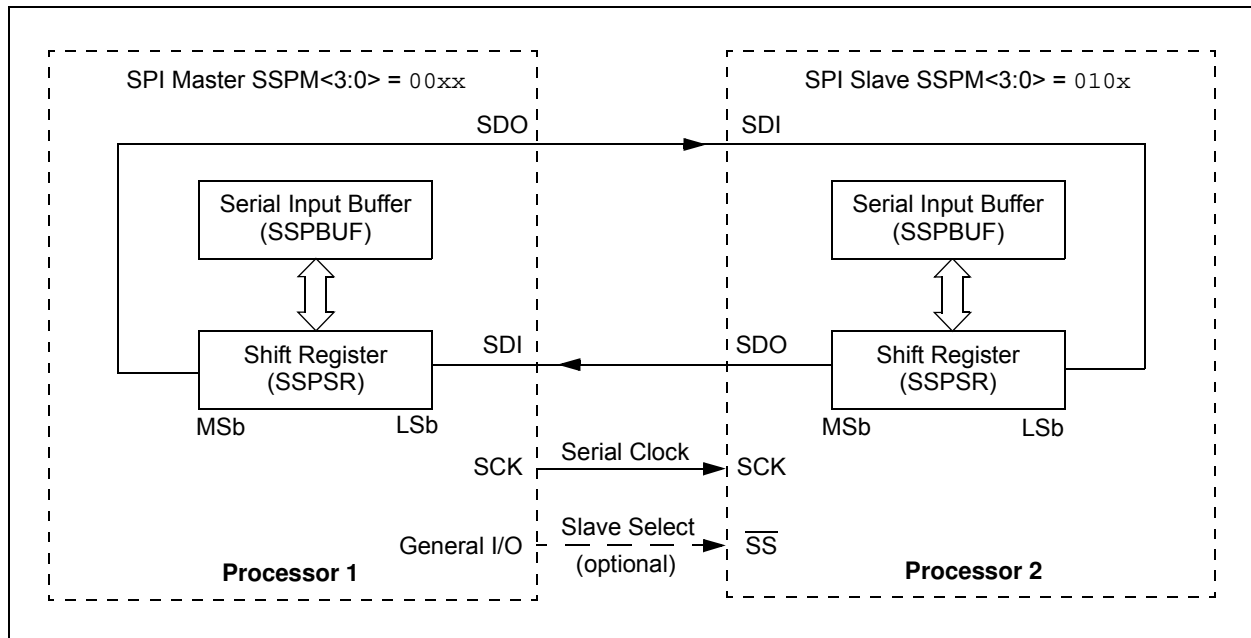 SPI Master SSPM<3:0> = 00xx
SDO
Serial Input Buffer
(SSPBUF)
Shift Register
(SSPSR)
MSb
LSb
SDI
SCK
General I/O
Processor 1
Serial Clock
Slave Select
(optional)
SPI Slave SSPM<3:0> = 010x
SDI
Serial Input Buffer
(SSPBUF)
SDO
Shift Register
(SSPSR)
MSb
LSb
SCK
S̅S̅
Processor 2